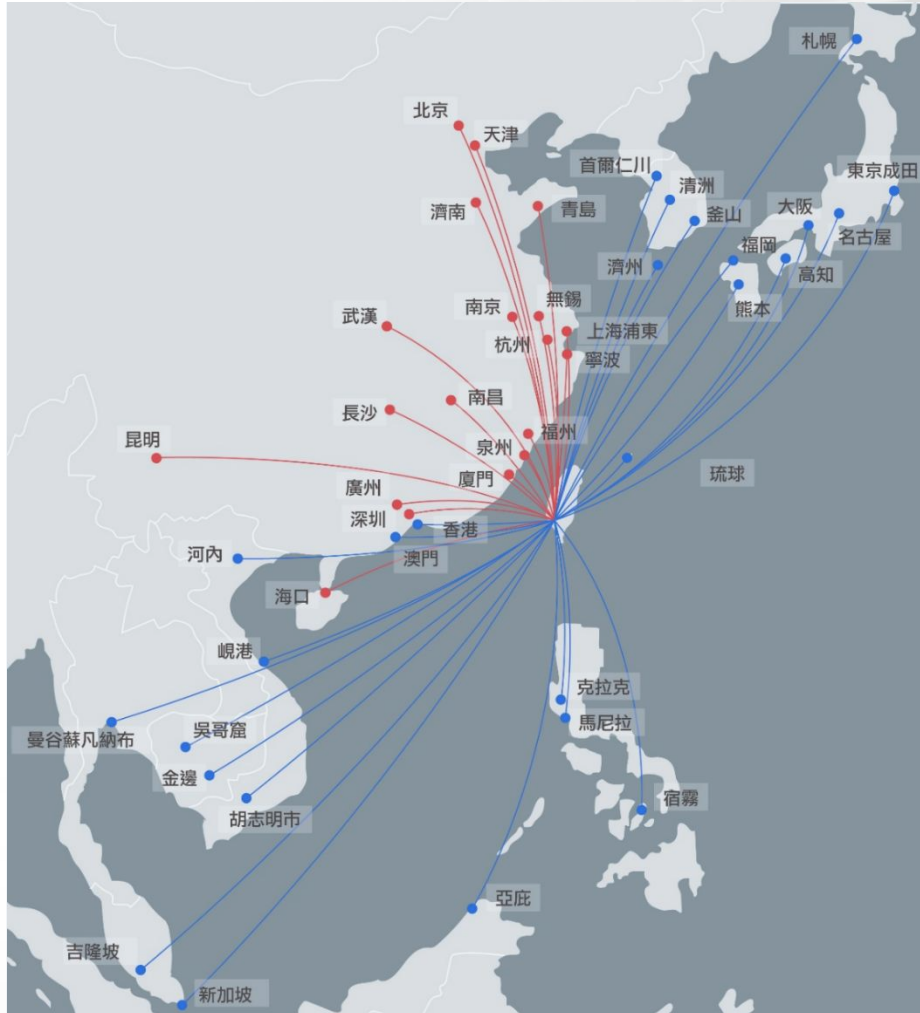 札幌
北京
天津
首爾仁川
東京成田
清洲
濟南
青島
大阪
釜山
名古屋
福岡
濟州
高知
南京
無錫
熊本
武漢
上海浦東
杭州
寧波
南昌
長沙
福州
昆明
泉州
琉球
廈門
廣州
深圳
香港
河內
澳門
海口
峴港
克拉克
吳哥窟
馬尼拉
曼谷蘇凡納布
金邊
宿霧
胡志明市
亞庇
吉隆坡
新加坡